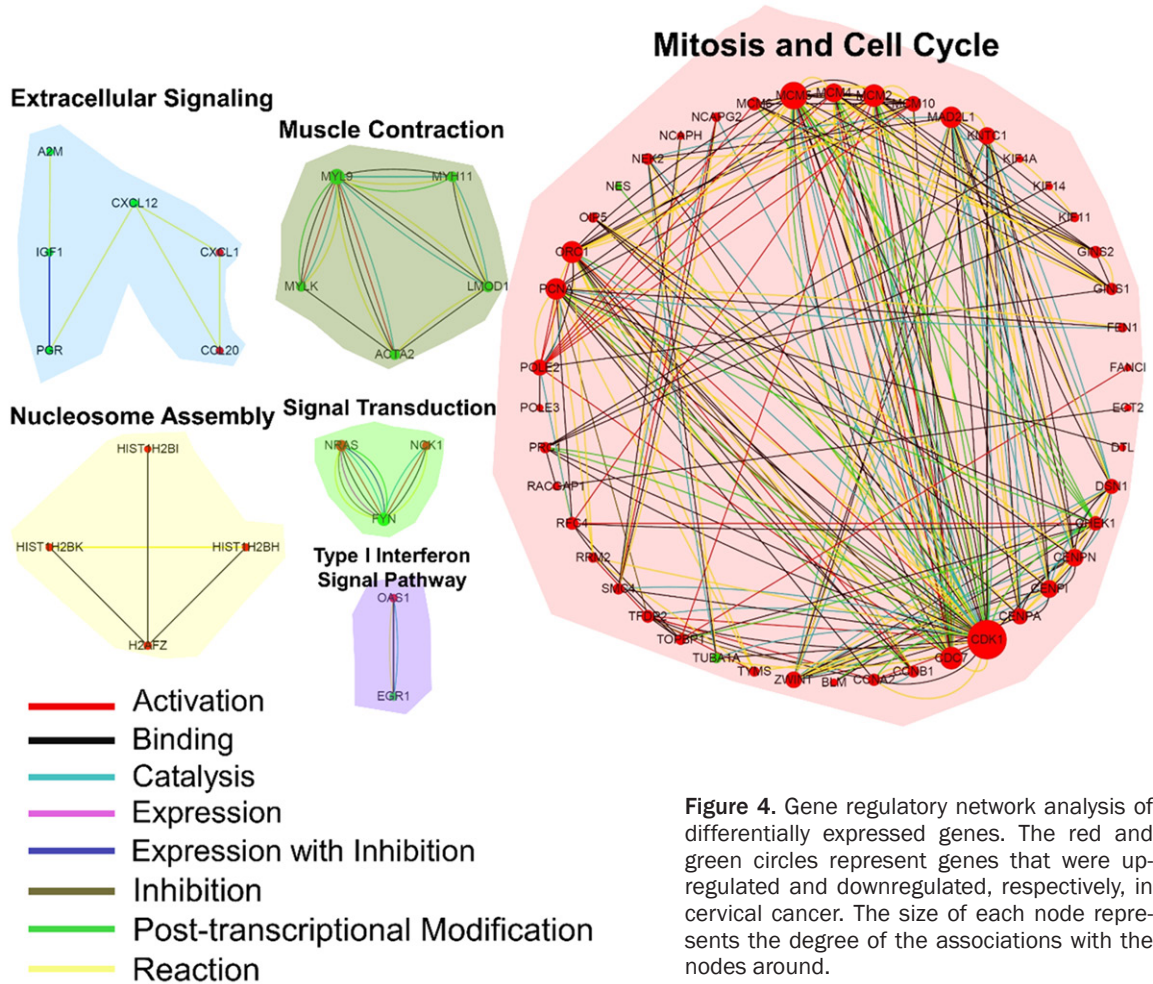 Mitosis and Cell Cycle
Extracellular Signaling
Muscle Contraction
A2M
CXCL12
IGF1
CXCL1
PGR
CCL20
MYL9
MYH11
MYLK
LMOD1
ACTA2
Nucleosome Assembly
HIST1H2BI
HIST1H2BK
HIST1H2BH
H2AFZ
Signal Transduction
NRAS
NCK1
FYN
Type I Interferon
Signal Pathway
OAS1
EGR1
MCM5
MCM4
MCM2
MCM10
MAD2L1
KNTC1
KIF4A
KIF14
KIF11
GINS2
GINS1
FEN1
FANCI
ECT2
DTL
DSN1
CHEK1
CENPN
CENPI
CENPA
CDK1
CDC7
CCNB1
CCNA2
BLM
ZWINT
TYMS
TUBA1A
TOPBP1
TFDP2
SMC4
RRM2
RFC4
RACGAP1
PRC1
POLE3
POLE2
PCNA
ORC1
OIP5
NES
NEK2
NCAPH
NCAPG2
MCM6
Activation
Binding
Catalysis
Expression
Expression with Inhibition
Inhibition
Post-transcriptional Modification
Reaction
Figure 4. Gene regulatory network analysis of
differentially expressed genes. The red and
green circles represent genes that were up-
regulated and downregulated, respectively, in
cervical cancer. The size of each node repre-
sents the degree of the associations with the
nodes around.